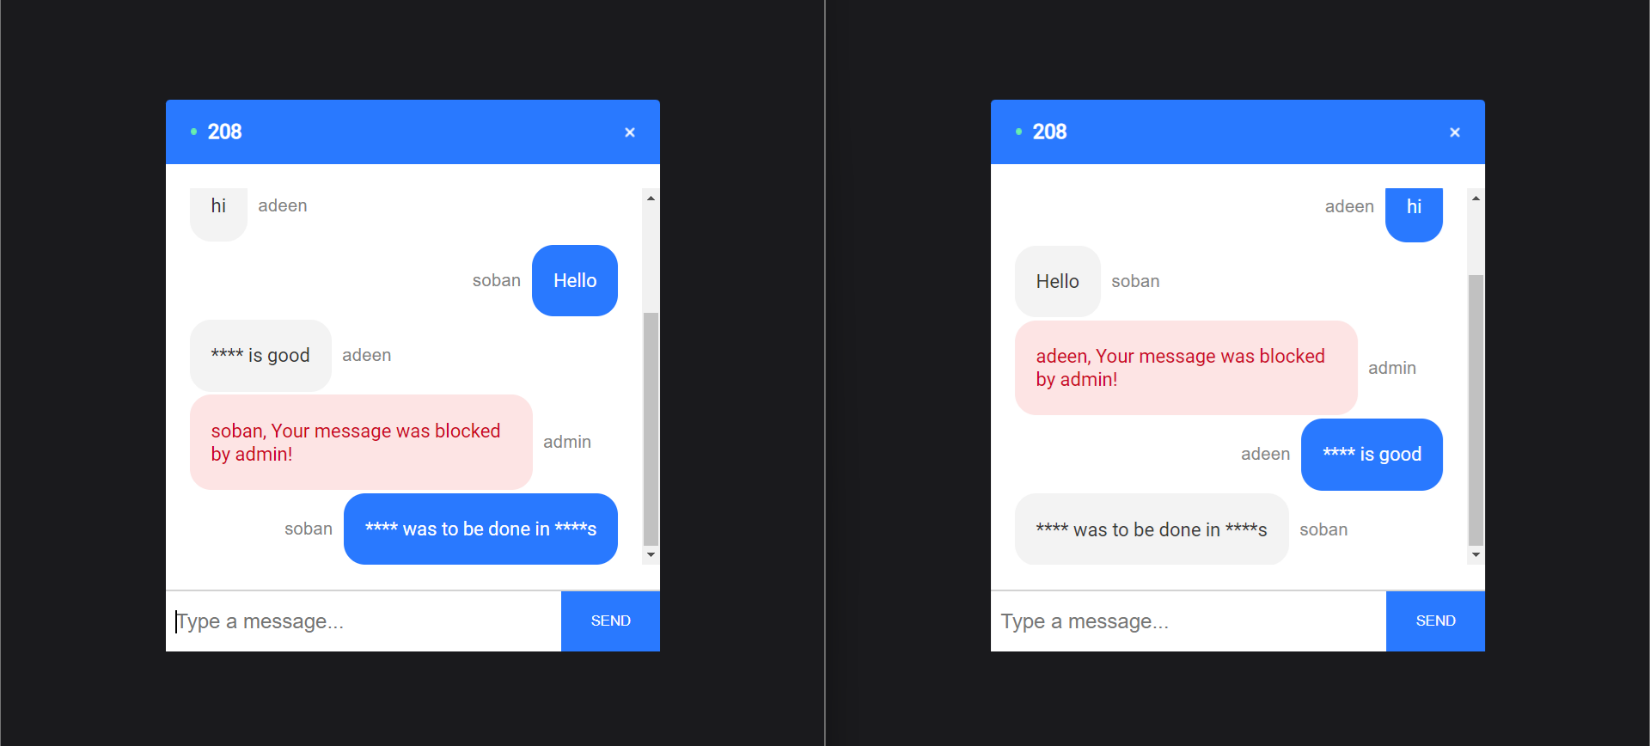 208
×
hi
adeen
soban
Hello
**** is good
adeen
soban, Your message was blocked
by admin!
admin
soban
**** was to be done in ****s
Type a message...
SEND
208
×
adeen
hi
Hello
soban
adeen, Your message was blocked
by admin!
admin
adeen
**** is good
**** was to be done in ****s
soban
Type a message...
SEND